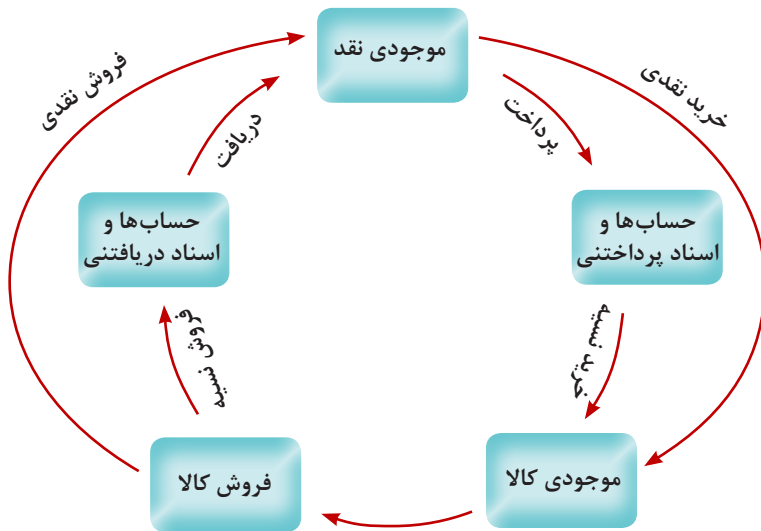 موجودی نقد
خرید نقدی
پرداخت
حساب‌ها و
اسناد پرداختنی
خرید نسیه
موجودی کالا
فروش کالا
فروش نسیه
حساب‌ها و
اسناد دریافتنی
دریافت
فروش نقدی